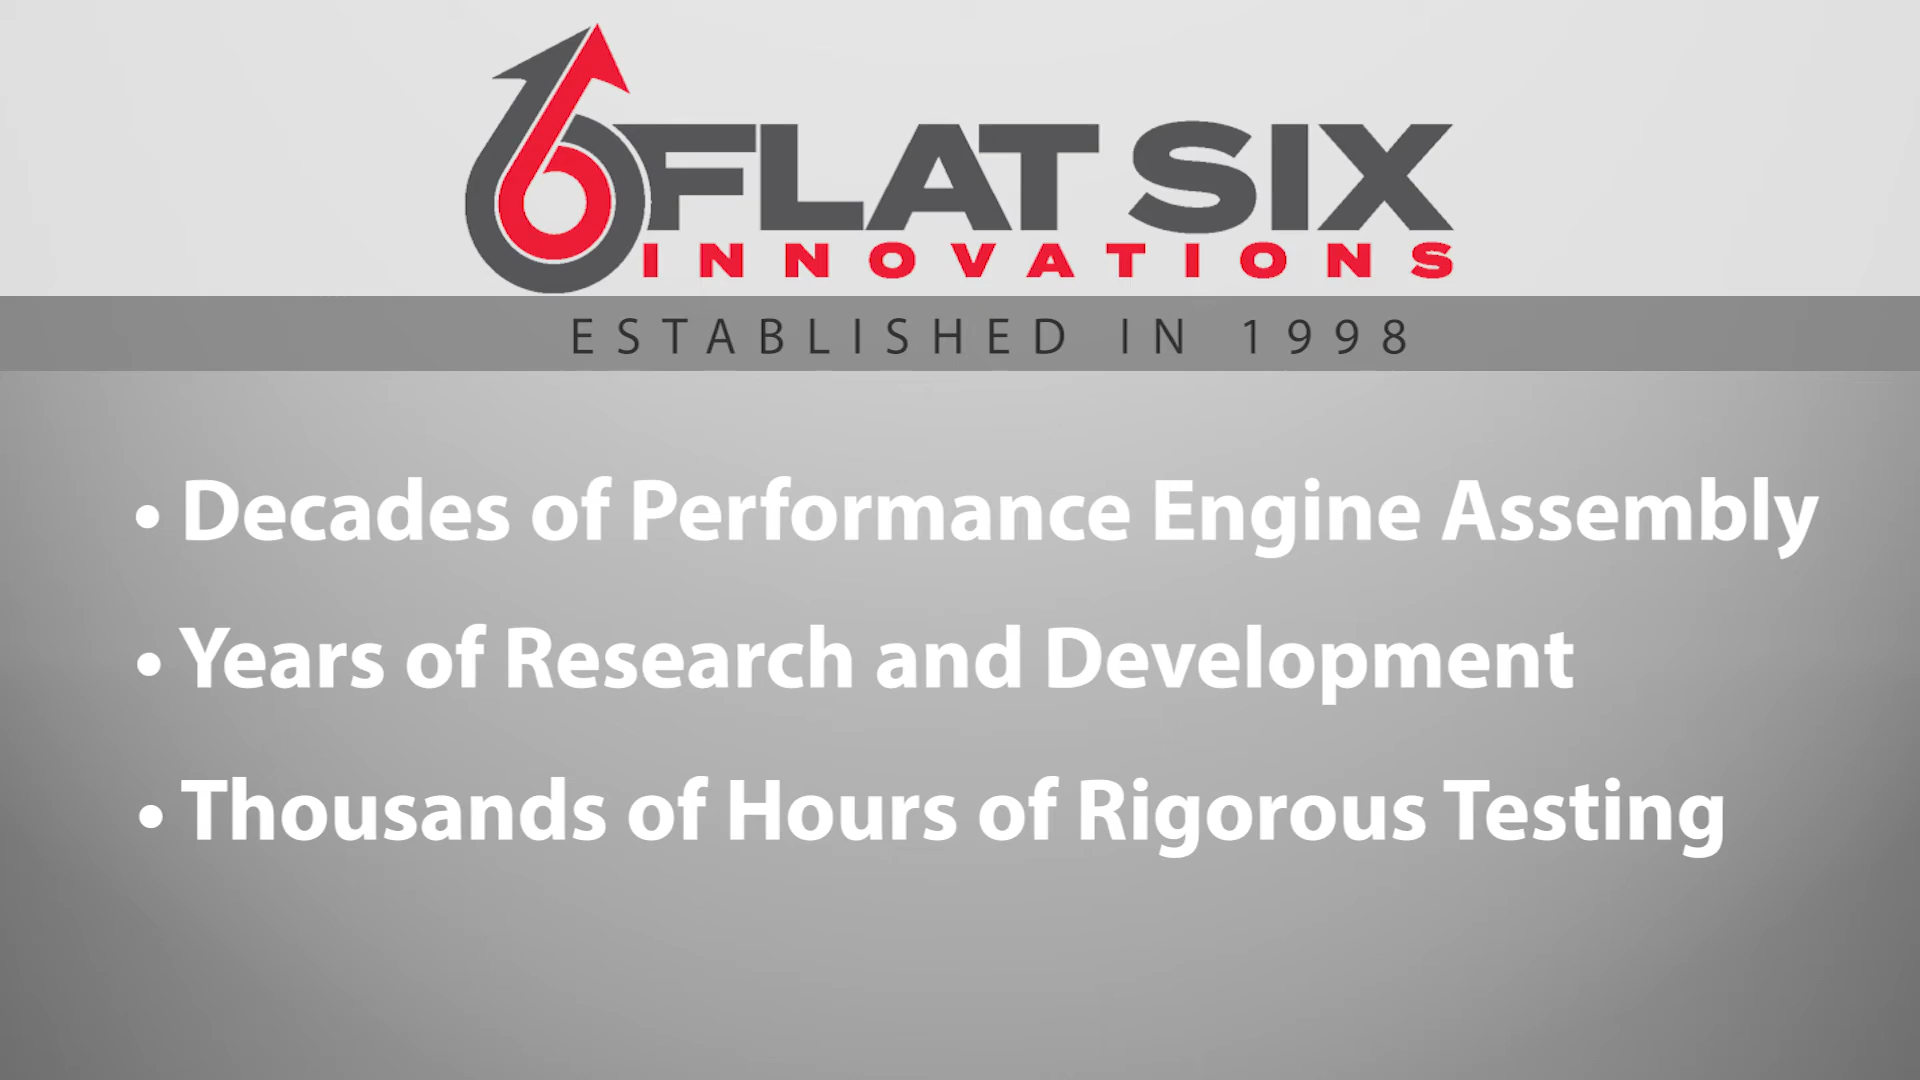 6 FLAT SIX
INNOVATIONS
ESTABLISHED IN 1998
• Decades of Performance Engine Assembly
• Years of Research and Development
• Thousands of Hours of Rigorous Testing